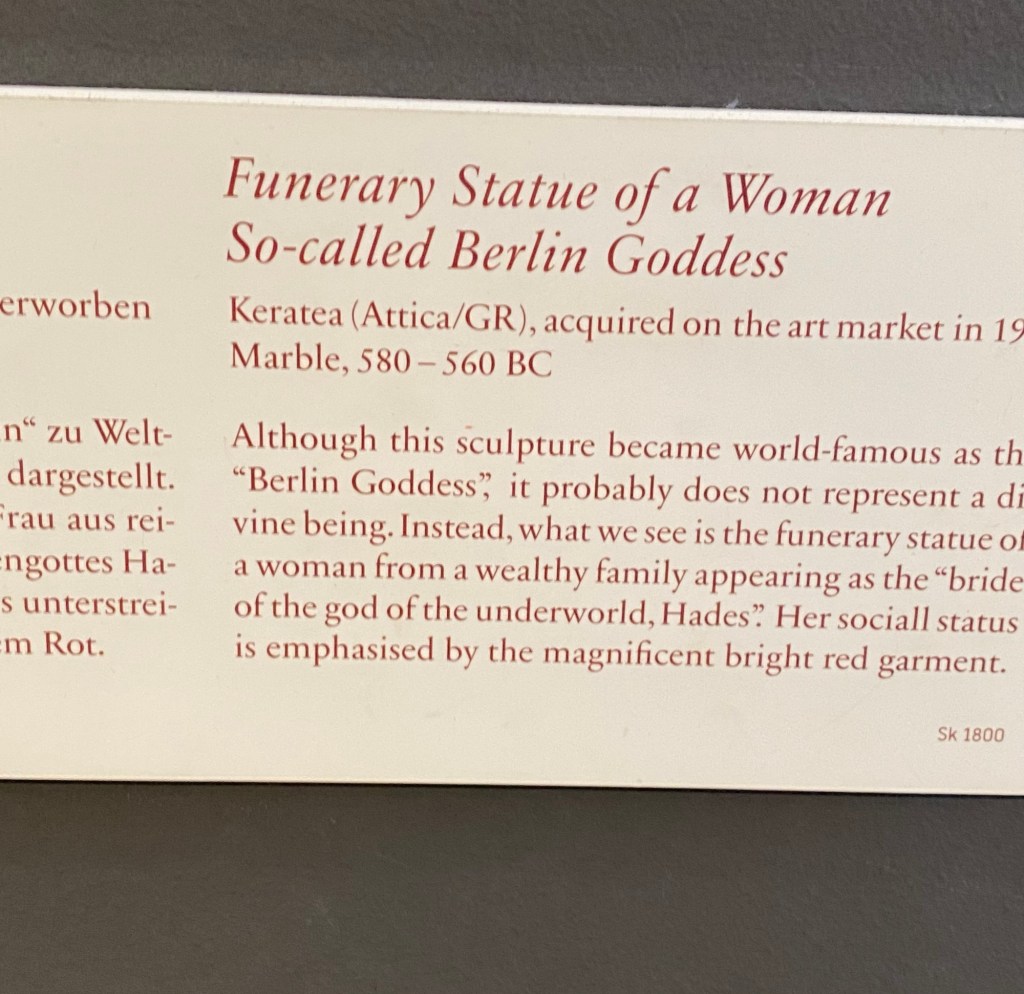 erworben
n“ zu Welt-
dargestellt.
Frau aus rei-
engottes Ha-
s unterstrei-
em Rot.
Funerary Statue of a Woman
So-called Berlin Goddess
Keratea (Attica/GR), acquired on the art market in 19
Marble, 580 – 560 BC
Although this sculpture became world-famous as th
“Berlin Goddess”, it probably does not represent a di
vine being. Instead, what we see is the funerary statue of
a woman from a wealthy family appearing as the “bride
of the god of the underworld, Hades”. Her sociall status
is emphasised by the magnificent bright red garment.
Sk 1800